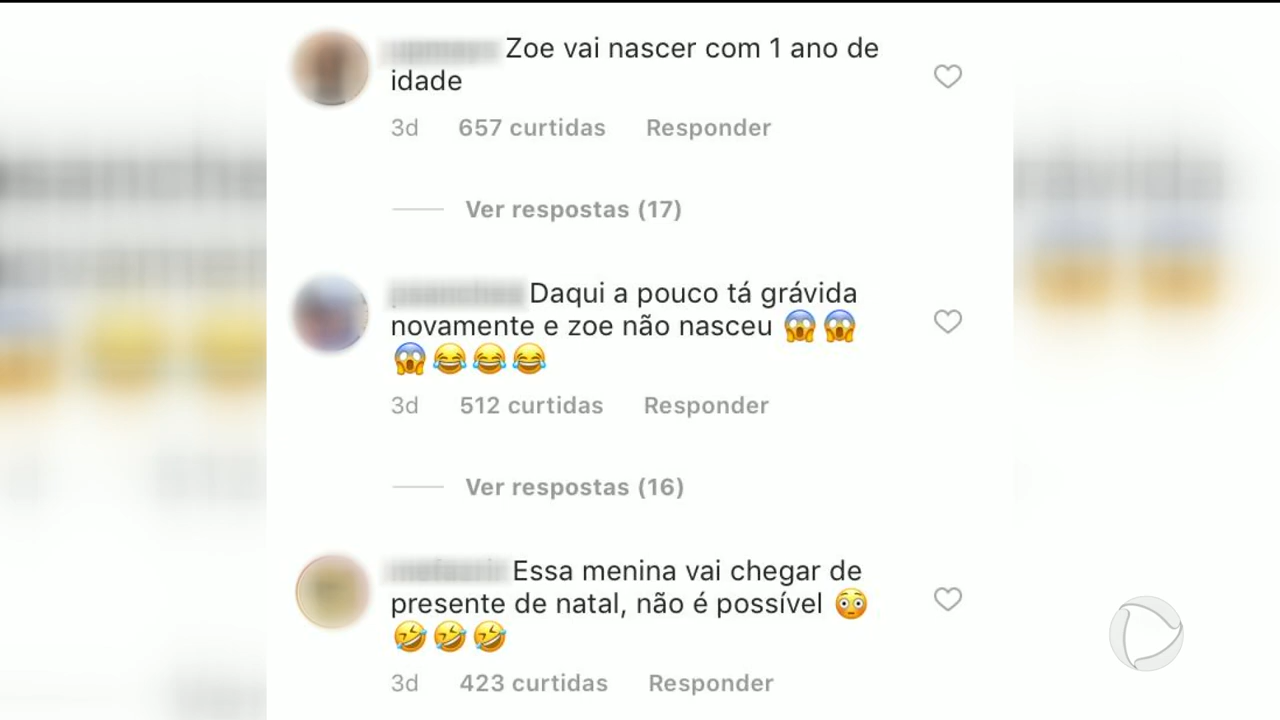 Zoe vai nascer com 1 ano de
idade
3d 657 curtidas Responder
Ver respostas (17)
Daqui a pouco tá grávida
novamente e zoe não nasceu 😱😱
😱😂😂😂
3d 512 curtidas Responder
Ver respostas (16)
Essa menina vai chegar de
presente de natal, não é possível 😳
🤣🤣🤣
3d 423 curtidas Responder